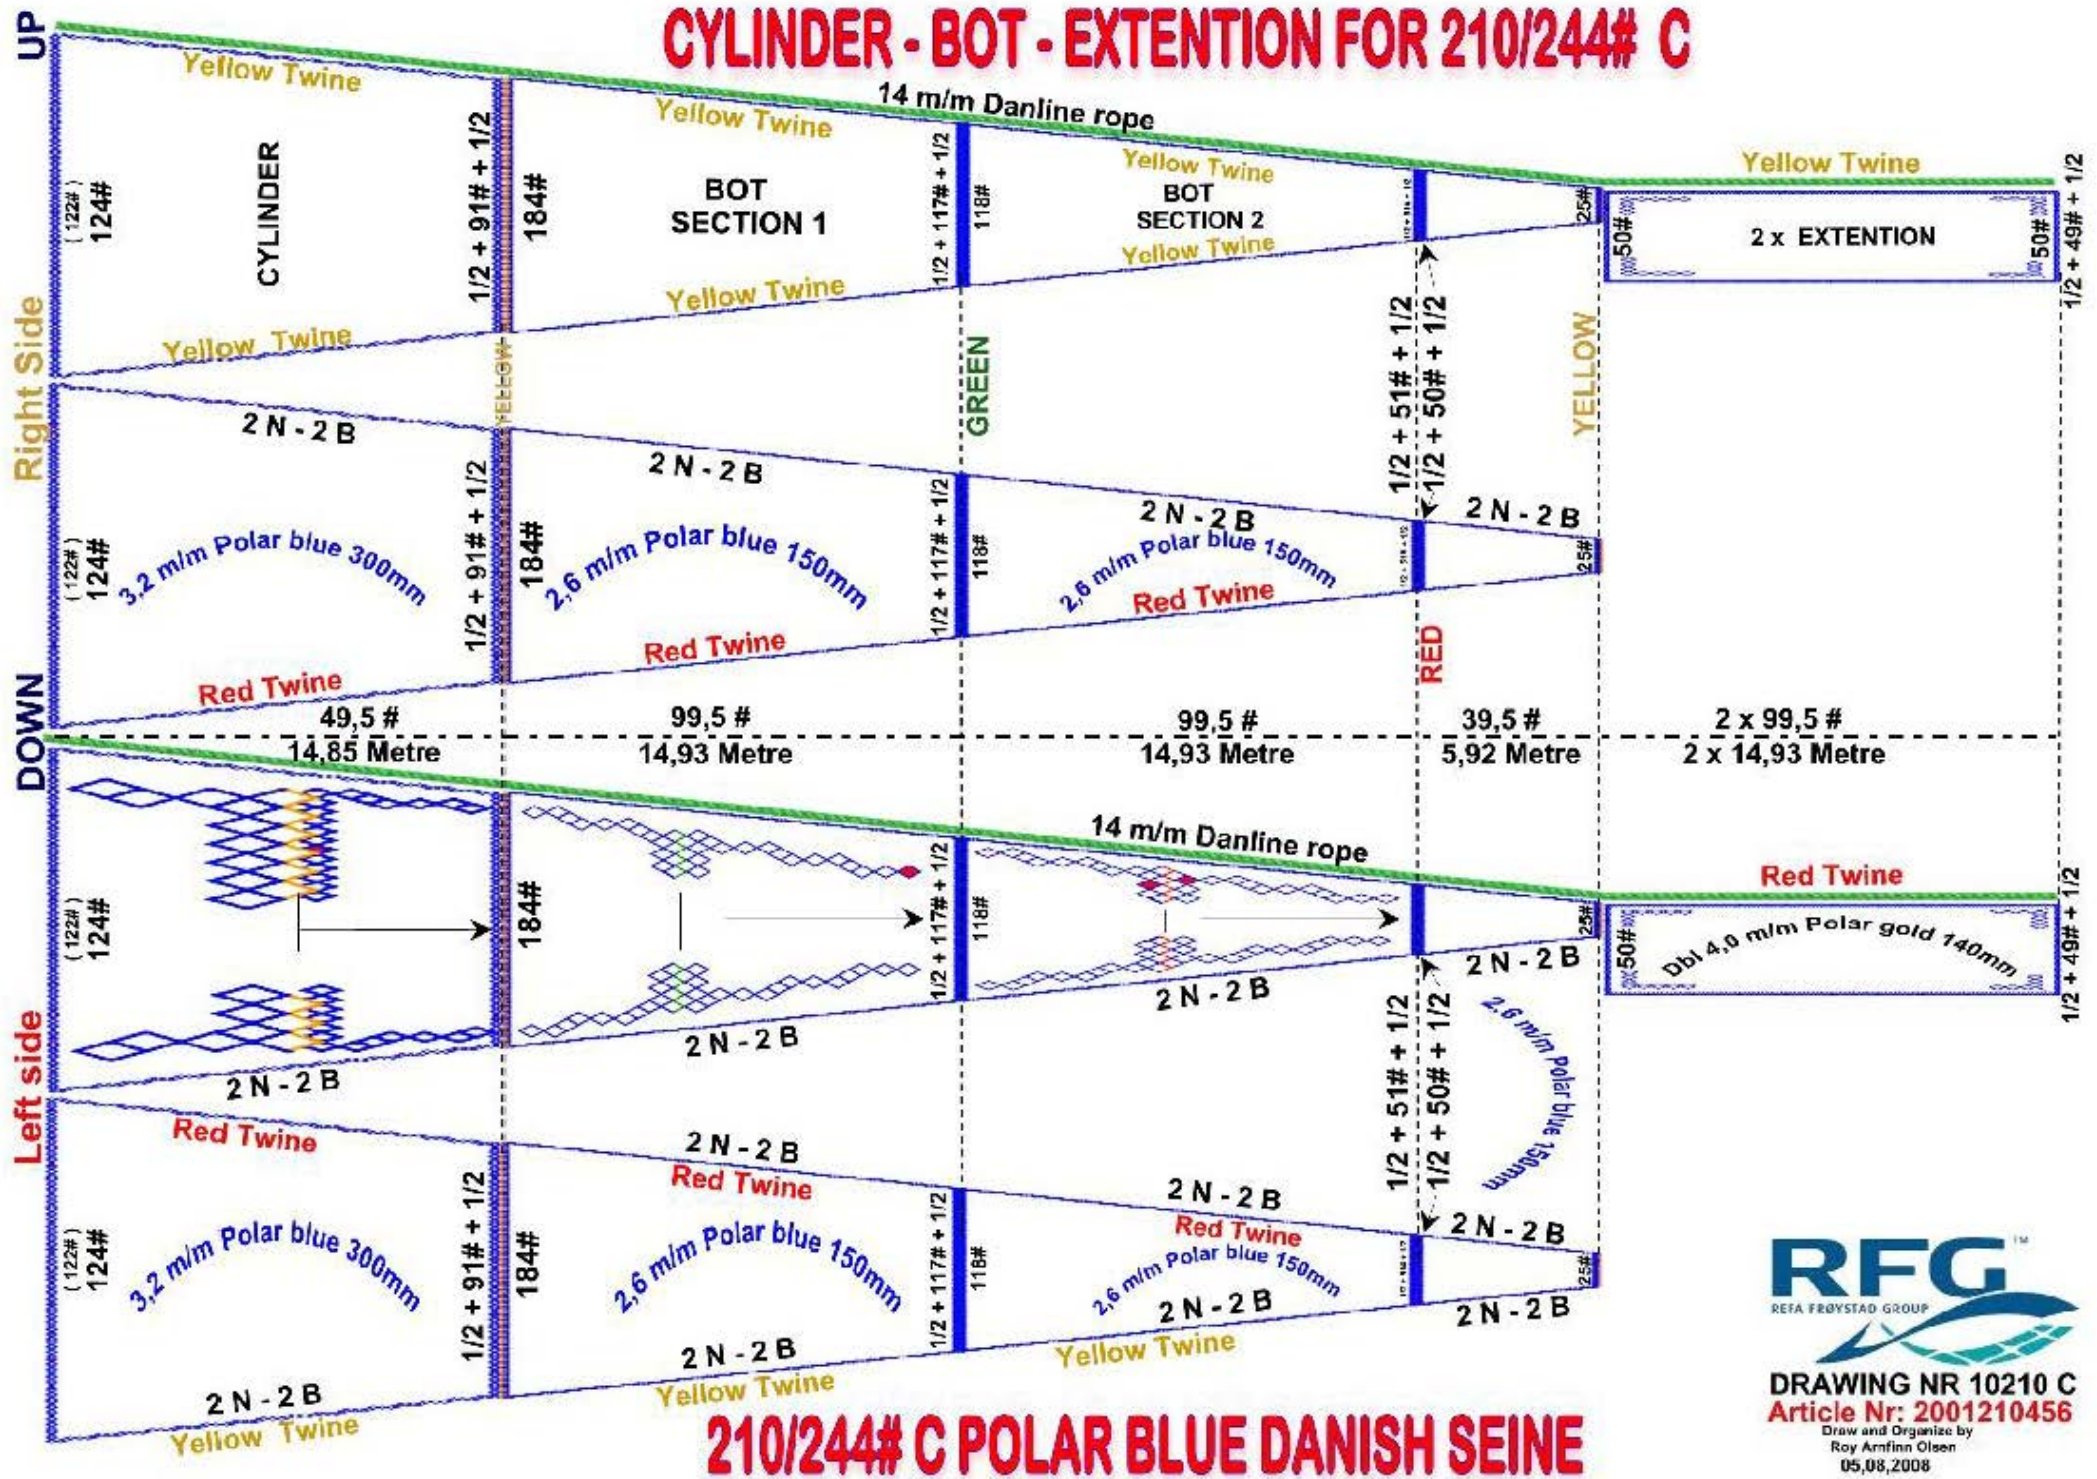 CYLINDER - BOT - EXTENTION FOR 210/244# C
UP
Yellow Twine
14 m/m Danline rope
Yellow Twine
Yellow Twine
Yellow Twine
(122#)
124#
CYLINDER
1/2 + 91# + 1/2
184#
BOT
SECTION 1
1/2 + 117# + 1/2
118#
BOT
SECTION 2
25#
50#
2 x EXTENTION
50#
1/2 + 49# + 1/2
Yellow Twine
Yellow Twine
Yellow Twine
Right Side
YELLOW
GREEN
1/2 + 51# + 1/2
1/2 + 50# + 1/2
YELLOW
2 N - 2 B
2 N - 2 B
2 N - 2 B
2 N - 2 B
(122#)
124#
3,2 m/m Polar blue 300mm
1/2 + 91# + 1/2
184#
2,6 m/m Polar blue 150mm
1/2 + 117# + 1/2
118#
2,6 m/m Polar blue 150mm
25#
Red Twine
Red Twine
Red Twine
RED
DOWN
49,5 #
99,5 #
99,5 #
39,5 #
2 x 99,5 #
14,85 Metre
14,93 Metre
14,93 Metre
5,92 Metre
2 x 14,93 Metre
14 m/m Danline rope
Red Twine
(122#)
124#
184#
1/2 + 117# + 1/2
118#
25#
50#
Dbl 4,0 m/m Polar gold 140mm
1/2 + 49# + 1/2
2 N - 2 B
2 N - 2 B
2 N - 2 B
2 N - 2 B
Left side
1/2 + 51# + 1/2
1/2 + 50# + 1/2
2,6 m/m Polar blue 150mm
Red Twine
2 N - 2 B
Red Twine
2 N - 2 B
Red Twine
2 N - 2 B
(122#)
124#
3,2 m/m Polar blue 300mm
1/2 + 91# + 1/2
184#
2,6 m/m Polar blue 150mm
1/2 + 117# + 1/2
118#
2,6 m/m Polar blue 150mm
25#
2 N - 2 B
Yellow Twine
2 N - 2 B
Yellow Twine
2 N - 2 B
Yellow Twine
2 N - 2 B
RFG™
REFA FRØYSTAD GROUP
DRAWING NR 10210 C
Article Nr: 2001210456
Draw and Organize by
Roy Arnfinn Olsen
05,08,2008
210/244# C POLAR BLUE DANISH SEINE